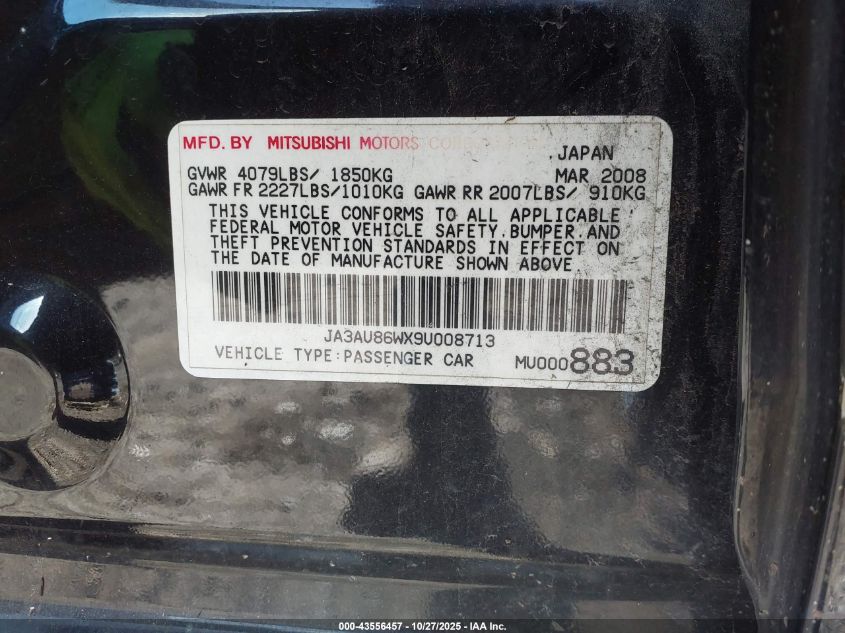 MFD. BY MITSUBISHI MOTORS CORPORATION
JAPAN
GVWR 4079LBS/ 1850KG MAR 2008
GAWR FR 2227LBS/1010KG GAWR RR 2007LBS/ 910KG
THIS VEHICLE CONFORMS TO ALL APPLICABLE
FEDERAL MOTOR VEHICLE SAFETY, BUMPER, AND
THEFT PREVENTION STANDARDS IN EFFECT ON
THE DATE OF MANUFACTURE SHOWN ABOVE
JA3AU86WX9U008713
VEHICLE TYPE:PASSENGER CAR MU000883
000-43556457 - 10/27/2025 - IAA Inc.